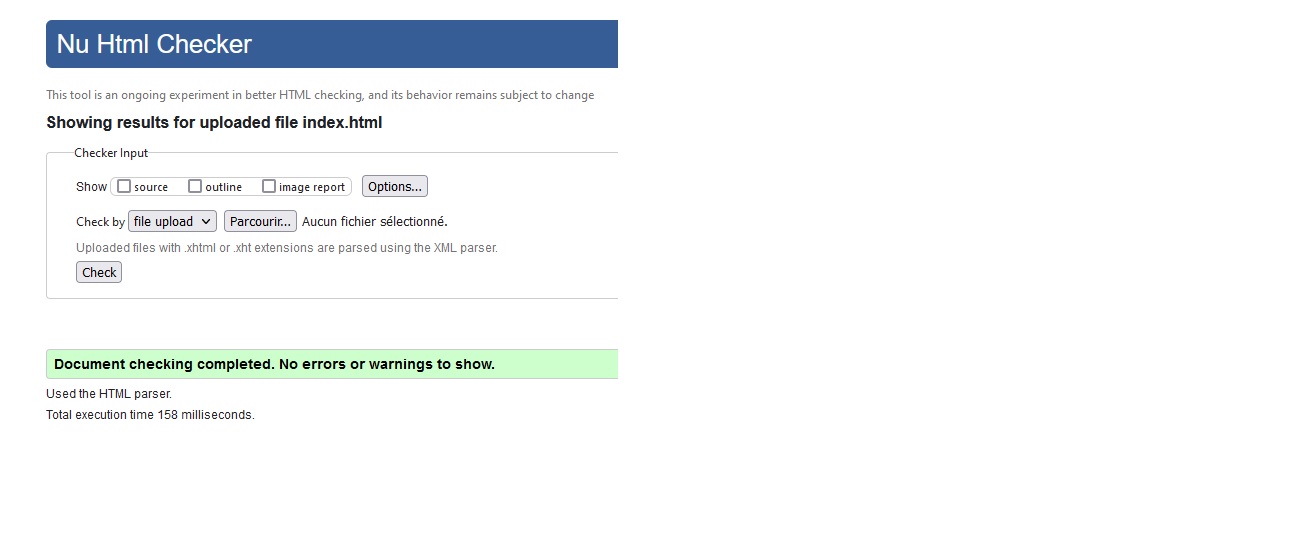 Nu Html Checker
This tool is an ongoing experiment in better HTML checking, and its behavior remains subject to change
Showing results for uploaded file index.html
Checker Input
Show source outline image report Options...
Check by file upload Parcourir... Aucun fichier sélectionné.
Uploaded files with .xhtml or .xht extensions are parsed using the XML parser.
Check
Document checking completed. No errors or warnings to show.
Used the HTML parser.
Total execution time 158 milliseconds.